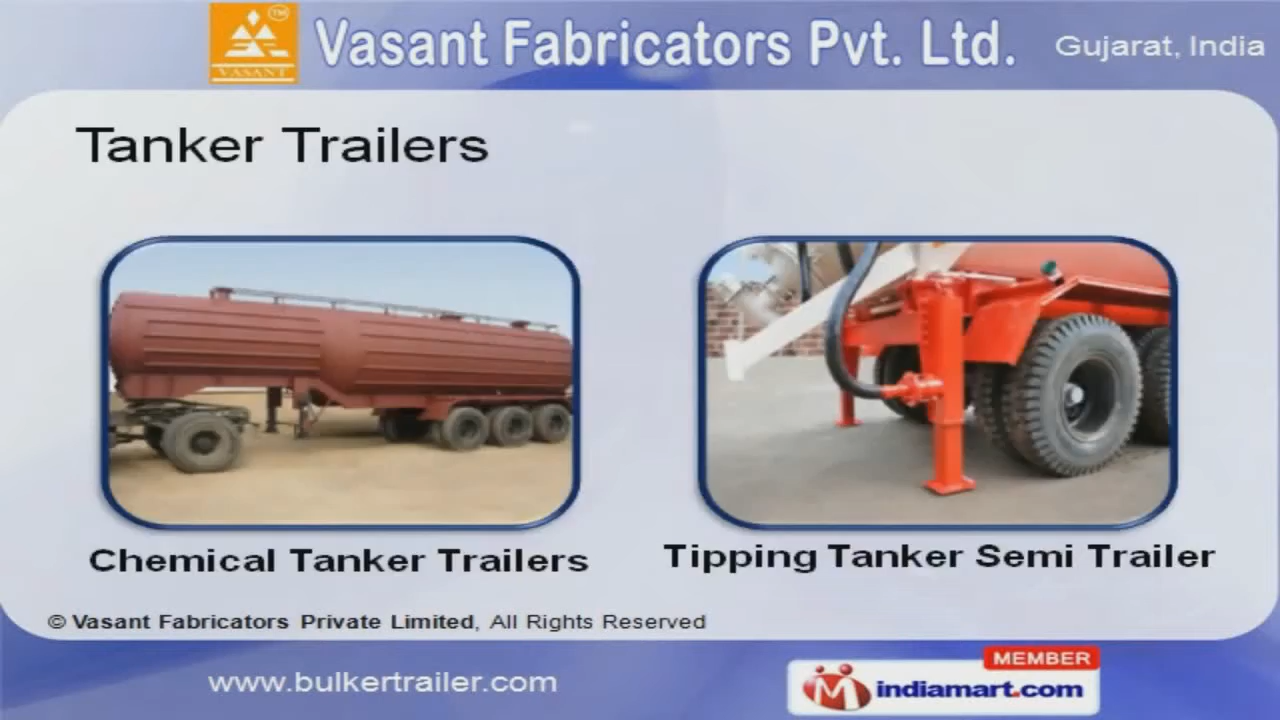 TM
VASANT
Vasant Fabricators Pvt. Ltd.
Gujarat, India
Tanker Trailers
Chemical Tanker Trailers
Tipping Tanker Semi Trailer
© Vasant Fabricators Private Limited, All Rights Reserved
www.bulkertrailer.com
MEMBER
indiamart.com